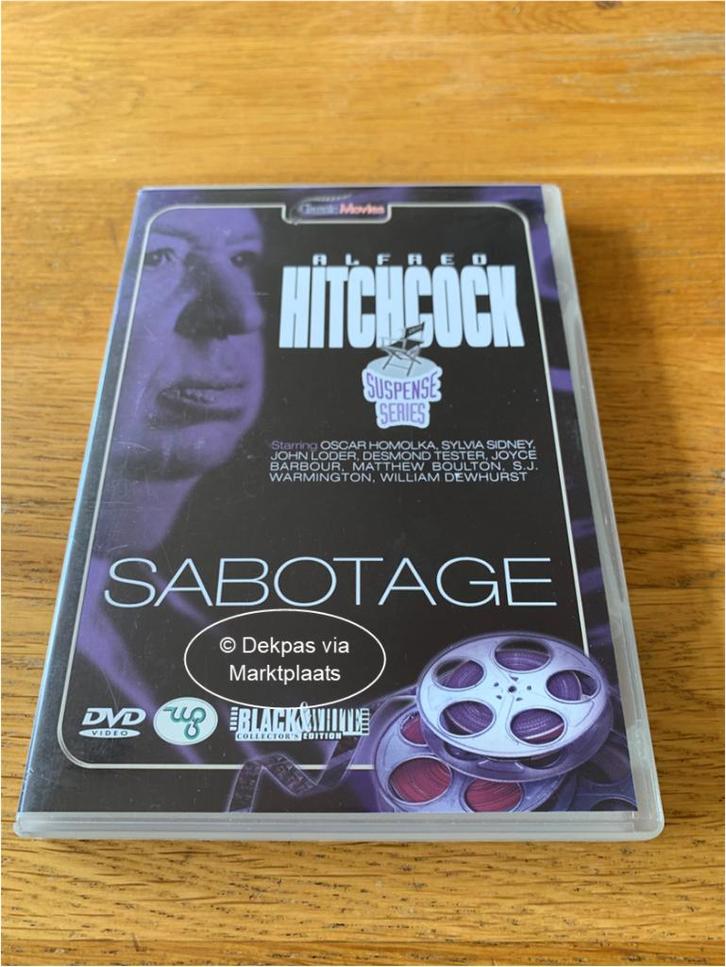 Classic Movies
ALFRED
HITCHCOCK
SUSPENSE
SERIES
Starring OSCAR HOMOLKA, SYLVIA SIDNEY,
JOHN LODER, DESMOND TESTER, JOYCE
BARBOUR, MATTHEW BOULTON, S.J.
WARMINGTON, WILLIAM DEWHURST
SABOTAGE
© Dekpas via
Marktplaats
DVD
VIDEO
BLACK & WHITE
COLLECTOR'S EDITION